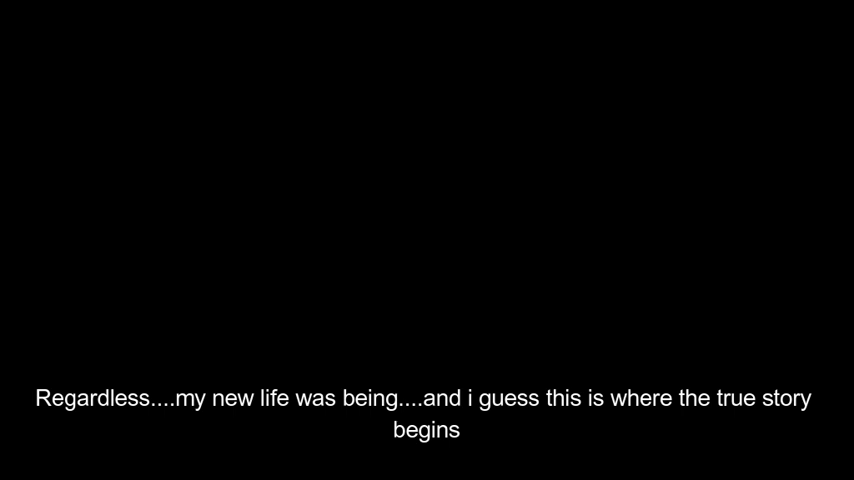 Regardless....my new life was being....and i guess this is where the true story
begins